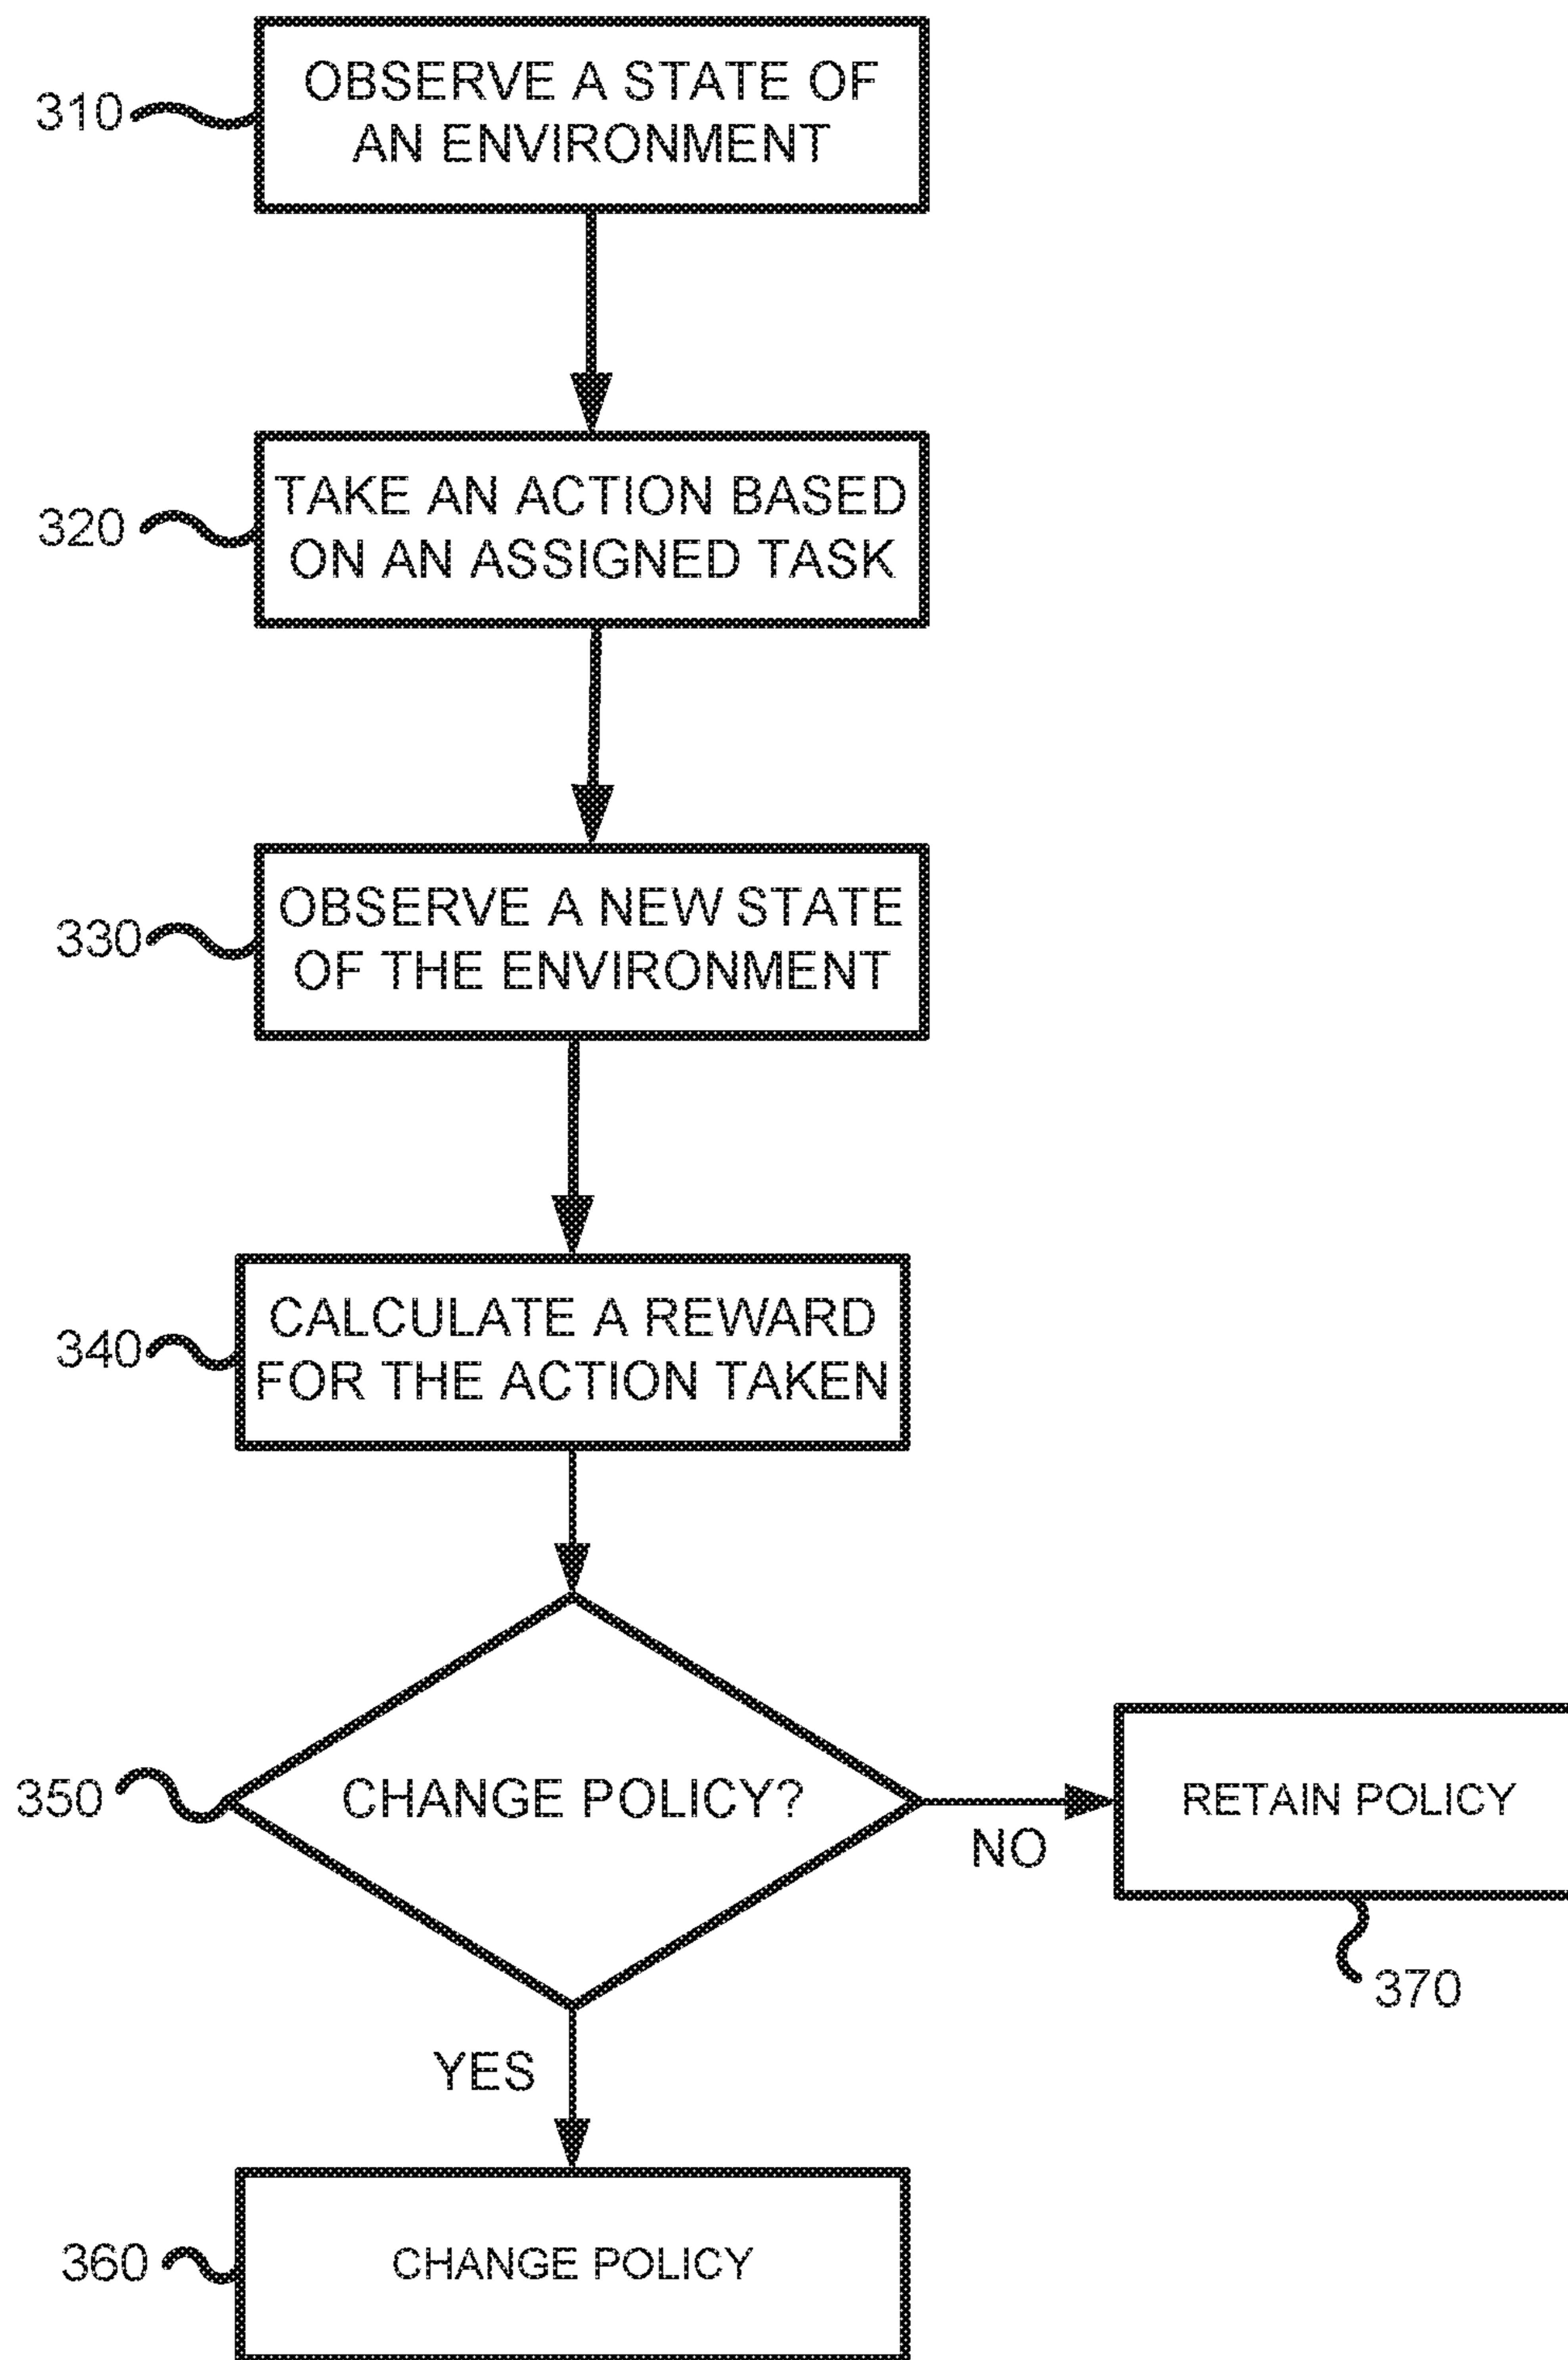 310
OBSERVE A STATE OF
AN ENVIRONMENT
320
TAKE AN ACTION BASED
ON AN ASSIGNED TASK
330
OBSERVE A NEW STATE
OF THE ENVIRONMENT
340
CALCULATE A REWARD
FOR THE ACTION TAKEN
350
CHANGE POLICY?
NO
RETAIN POLICY
370
YES
360
CHANGE POLICY